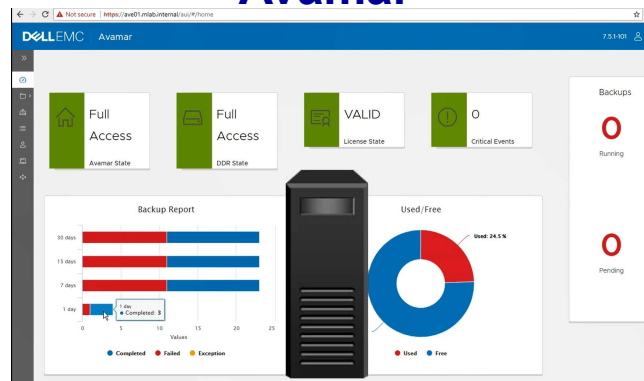 Avamar
Not secure | https://ave01.mlab.internal/aui/#/home
DELLEMC Avamar
7.5.1-101
Full
Access
Avamar State
Full
Access
DDR State
VALID
License State
0
Critical Events
Backups
0
Running
0
Pending
Backup Report
30 days
15 days
7 days
1 day
1 day
Completed: 3
0 5 10 15 20 25
Values
Completed Failed Exception
Used/Free
Used: 24.5 %
Used Free